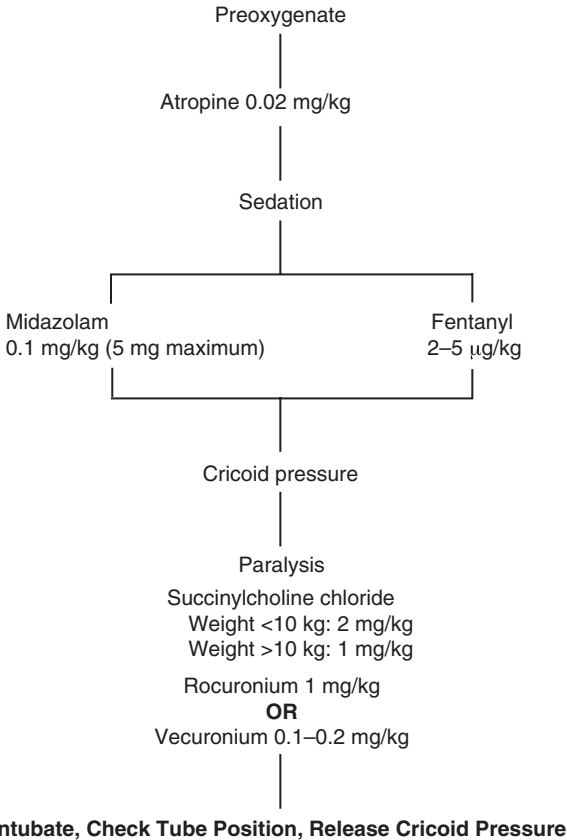 Preoxygenate
Atropine 0.02 mg/kg
Sedation
Midazolam
0.1 mg/kg (5 mg maximum)
Fentanyl
2–5 μg/kg
Cricoid pressure
Paralysis
Succinylcholine chloride
Weight <10 kg: 2 mg/kg
Weight >10 kg: 1 mg/kg
Rocuronium 1 mg/kg
OR
Vecuronium 0.1–0.2 mg/kg
ntubate, Check Tube Position, Release Cricoid Pressure